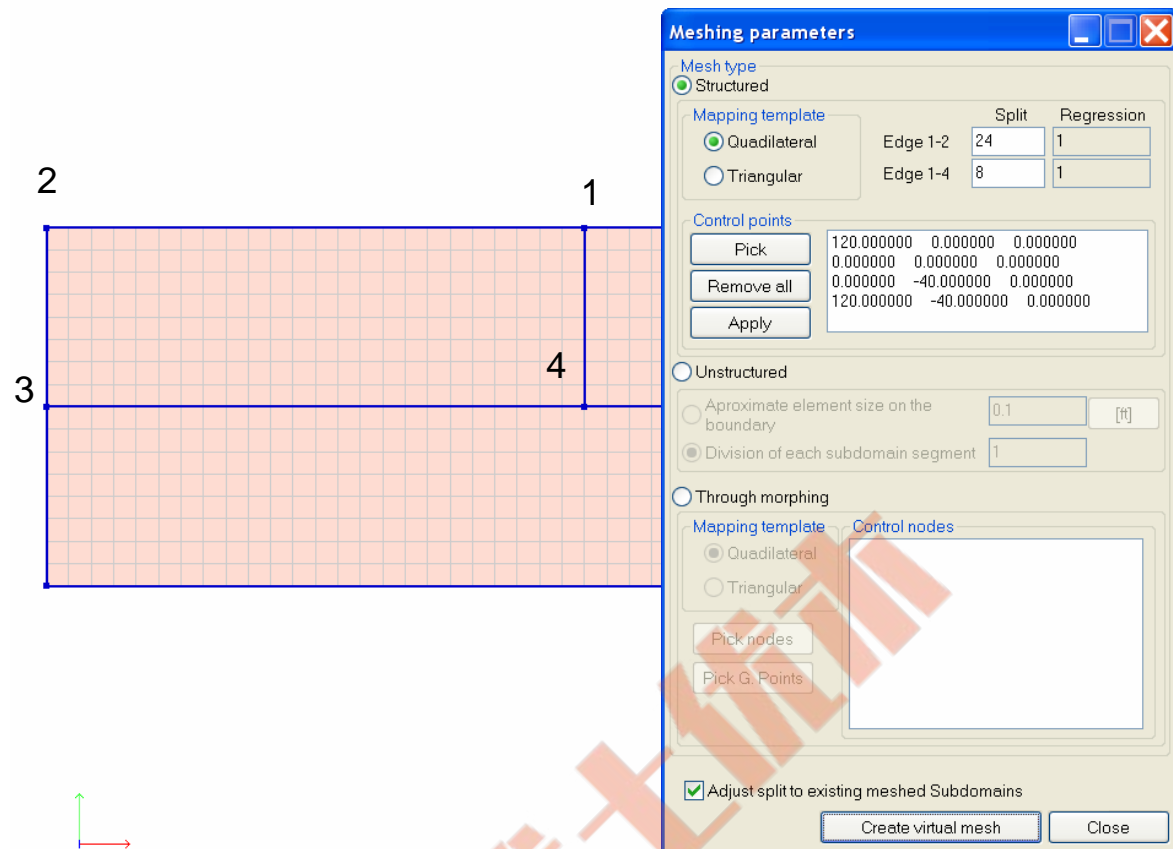 2
1
3
4
Meshing parameters
Mesh type
Structured
Mapping template
Split Regression
Quadilateral
Edge 1-2 24 1
Triangular
Edge 1-4 8 1
Control points
Pick
Remove all
Apply
120.000000 0.000000 0.000000
0.000000 0.000000 0.000000
0.000000 -40.000000 0.000000
120.000000 -40.000000 0.000000
Unstructured
Aproximate element size on the
boundary
0.1 [ft]
Division of each subdomain segment 1
Through morphing
Mapping template
Quadilateral
Triangular
Control nodes
Pick nodes
Pick G. Points
Adjust split to existing meshed Subdomains
Create virtual mesh Close